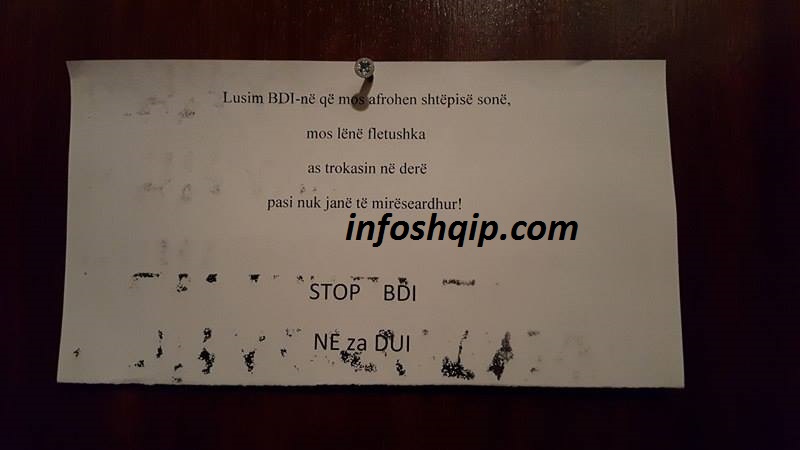 Lusim BDI-në që mos afrohen shtëpisë sonë,
mos lënë fletushka
as trokasin në derë
pasi nuk janë të mirëseardhur!
infoshqip.com
STOP BDI
NE za DUI